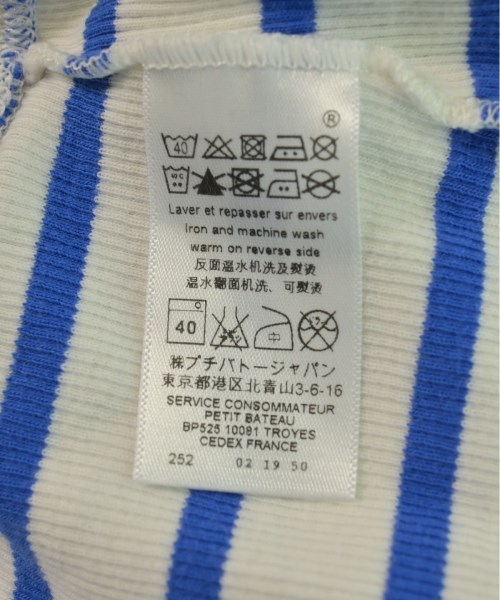 ®
40
40°C
Laver et repasser sur envers
Iron and machine wash
warm on reverse side
反面温水机洗及熨烫
温水翻面机洗、可熨烫
40 中
㈱プチバトージャパン
東京都港区北青山3-6-16
SERVICE CONSOMMATEUR
PETIT BATEAU
BP525 10081 TROYES
CEDEX FRANCE
252 02 19 50